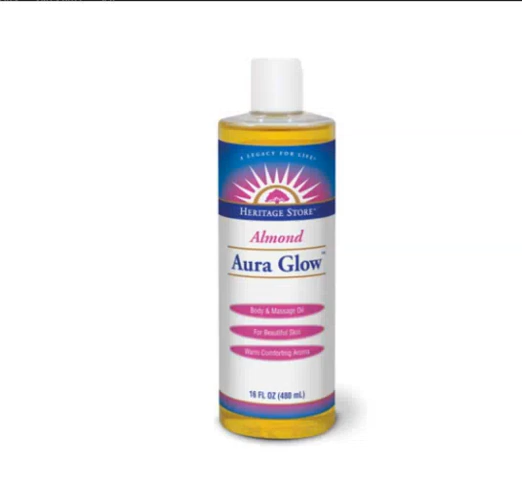 A LEGACY FOR LIFE
HERITAGE STORE
Almond
Aura Glow™
Body & Massage Oil
For Beautiful Skin
Warm Comforting Aroma
16 FL OZ (480 mL)